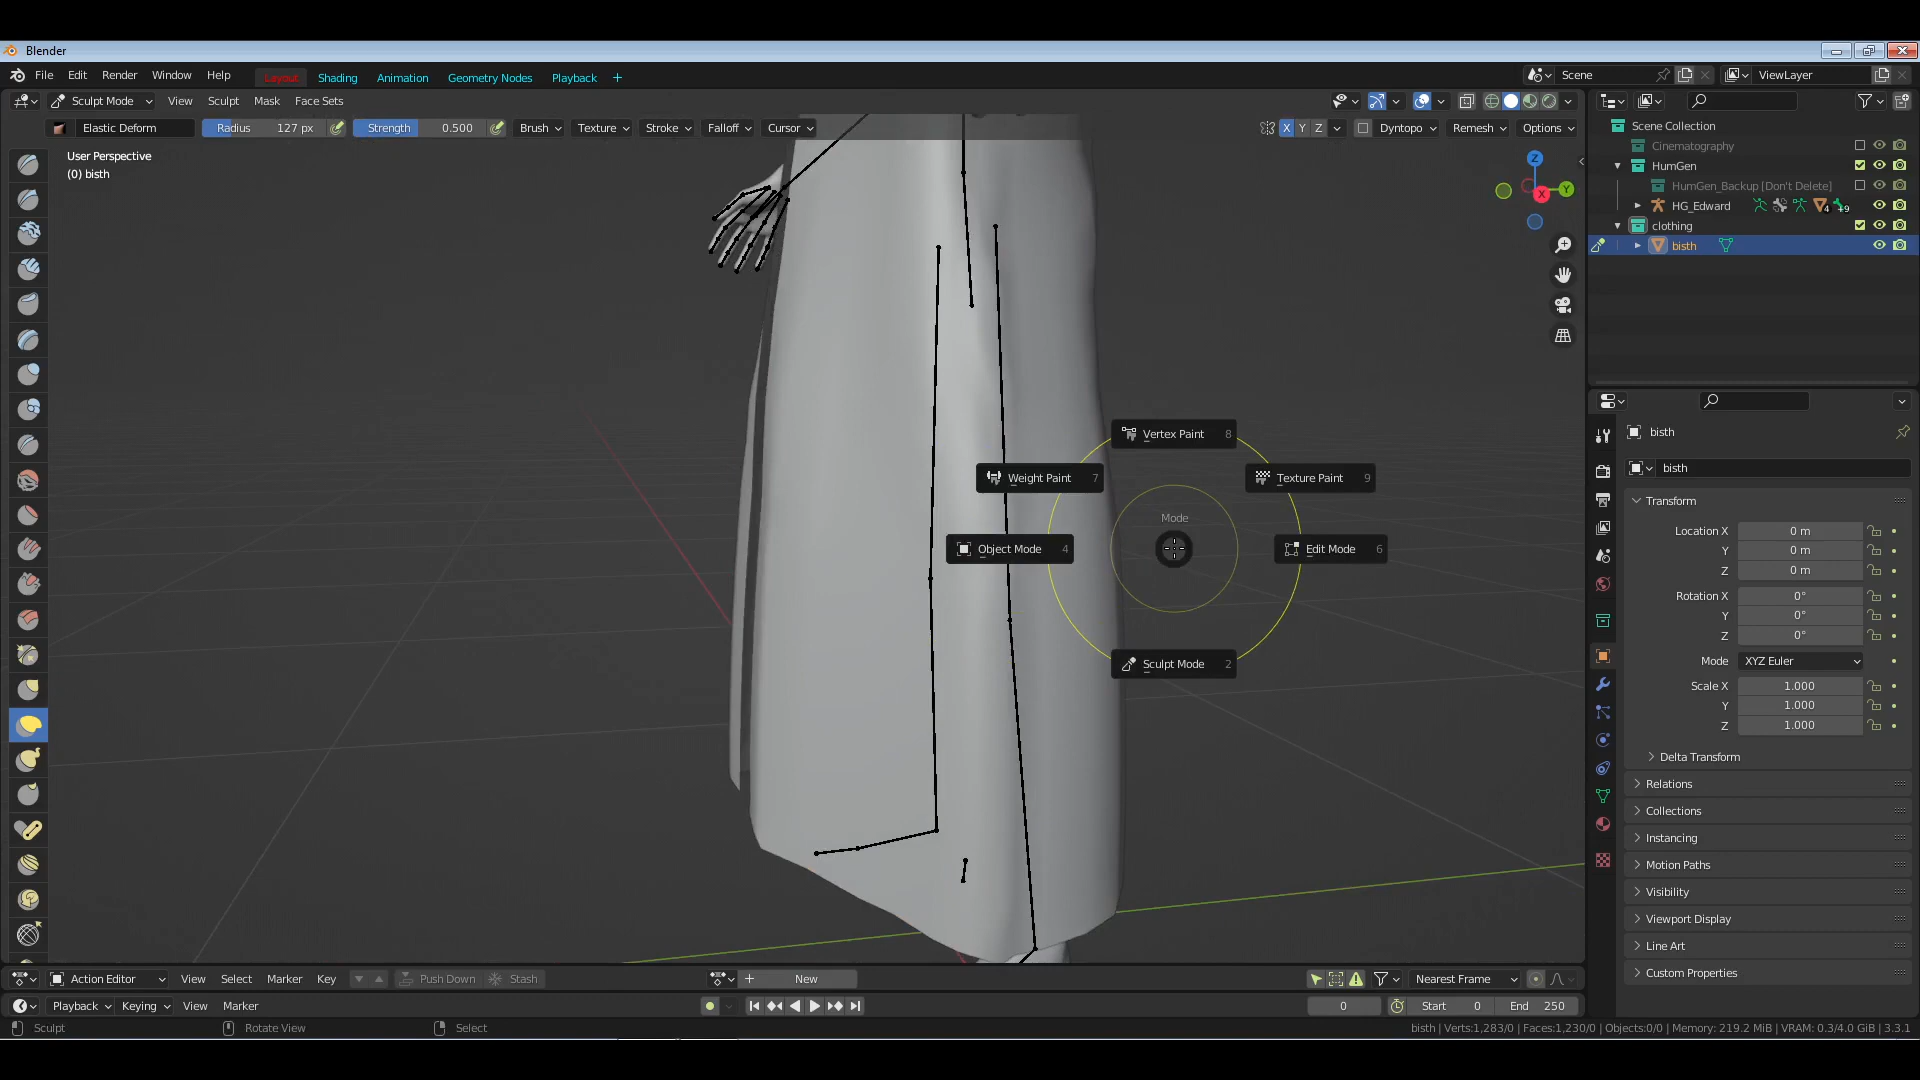 Blender
File Edit Render Window Help Layout Shading Animation Geometry Nodes Playback + Scene ViewLayer
Sculpt Mode View Sculpt Mask Face Sets
Elastic Deform Radius 127 px Strength 0.500 Brush Texture Stroke Falloff Cursor X Y Z Dyntopo Remesh Options
User Perspective
(0) bisth
Z
Y
X
Scene Collection
Cinematography
HumGen
HumGen_Backup [Don't Delete]
HG_Edward 4 +9
clothing
bisth
Vertex Paint 8
Weight Paint 7
Texture Paint 9
Mode
Object Mode 4
Edit Mode 6
Sculpt Mode 2
bisth
bisth
Transform
Location X 0 m
Y 0 m
Z 0 m
Rotation X 0°
Y 0°
Z 0°
Mode XYZ Euler
Scale X 1.000
Y 1.000
Z 1.000
Delta Transform
Relations
Collections
Instancing
Motion Paths
Visibility
Viewport Display
Line Art
Custom Properties
Action Editor View Select Marker Key Push Down Stash + New Nearest Frame
Playback Keying View Marker 0 Start 0 End 250
Sculpt Rotate View Select bisth | Verts:1,283/0 | Faces:1,230/0 | Objects:0/0 | Memory: 219.2 MiB | VRAM: 0.3/4.0 GiB | 3.3.1